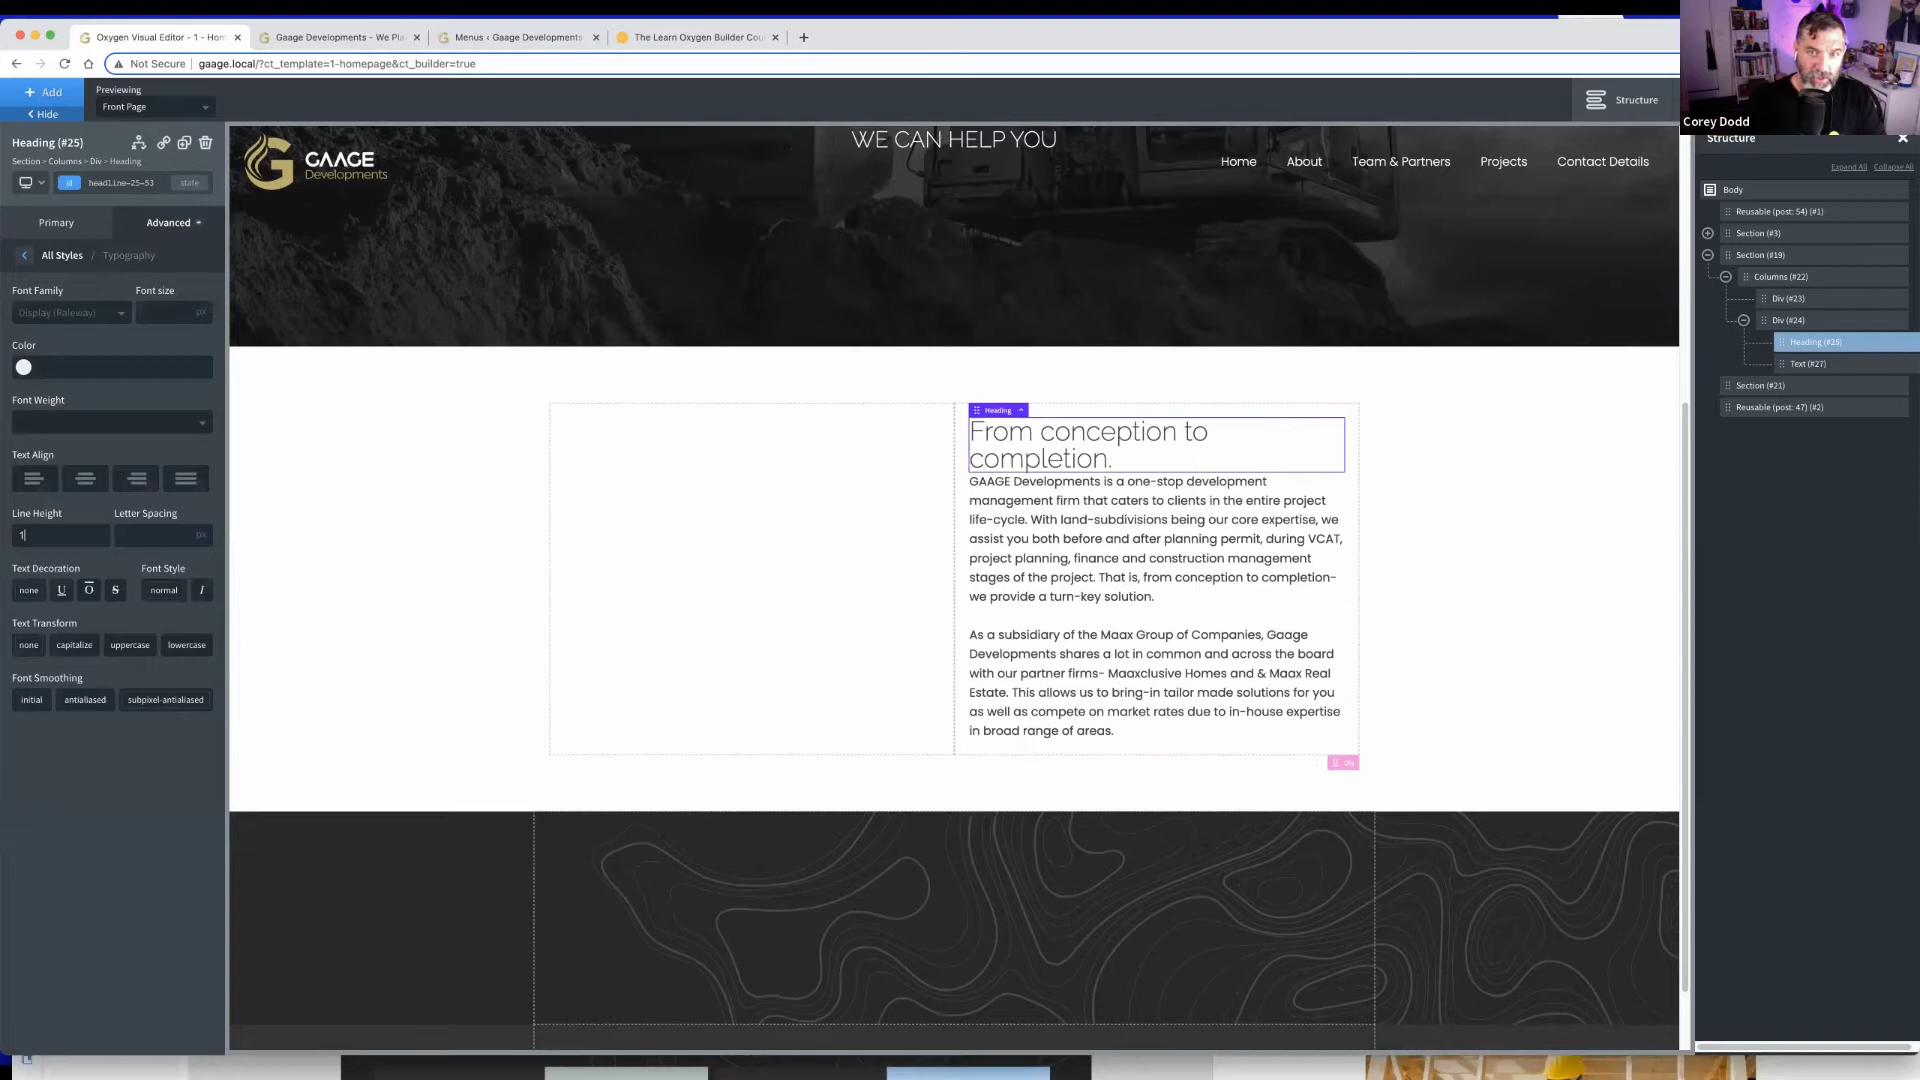 Oxygen Visual Editor - 1 - Hom
Gaage Developments - We Pla
Menus ‹ Gaage Developments
The Learn Oxygen Builder Cou
Not Secure
gaage.local/?ct_template=1-homepage&ct_builder=true
+ Add
Hide
Previewing
Front Page
Structure
Corey Dodd
Heading (#25)
Section > Columns > Div > Heading
id
headline-25-53
state
Primary
Advanced
All Styles / Typography
Font Family
Font size
Display (Raleway)
px
Color
Font Weight
Text Align
Line Height
Letter Spacing
1
px
Text Decoration
Font Style
none
U
O
S
normal
I
Text Transform
none
capitalize
uppercase
lowercase
Font Smoothing
initial
antialiased
subpixel-antialiased
GAAGE
Developments
WE CAN HELP YOU
Home
About
Team & Partners
Projects
Contact Details
Heading
From conception to
completion.
GAAGE Developments is a one-stop development
management firm that caters to clients in the entire project
life-cycle. With land-subdivisions being our core expertise, we
assist you both before and after planning permit, during VCAT,
project planning, finance and construction management
stages of the project. That is, from conception to completion-
we provide a turn-key solution.
As a subsidiary of the Maax Group of Companies, Gaage
Developments shares a lot in common and across the board
with our partner firms- Maaxclusive Homes and & Maax Real
Estate. This allows us to bring-in tailor made solutions for you
as well as compete on market rates due to in-house expertise
in broad range of areas.
Div
Structure
Expand All
Collapse All
Body
Reusable (post: 54) (#1)
Section (#3)
Section (#19)
Columns (#22)
Div (#23)
Div (#24)
Heading (#25)
Text (#27)
Section (#21)
Reusable (post: 47) (#2)